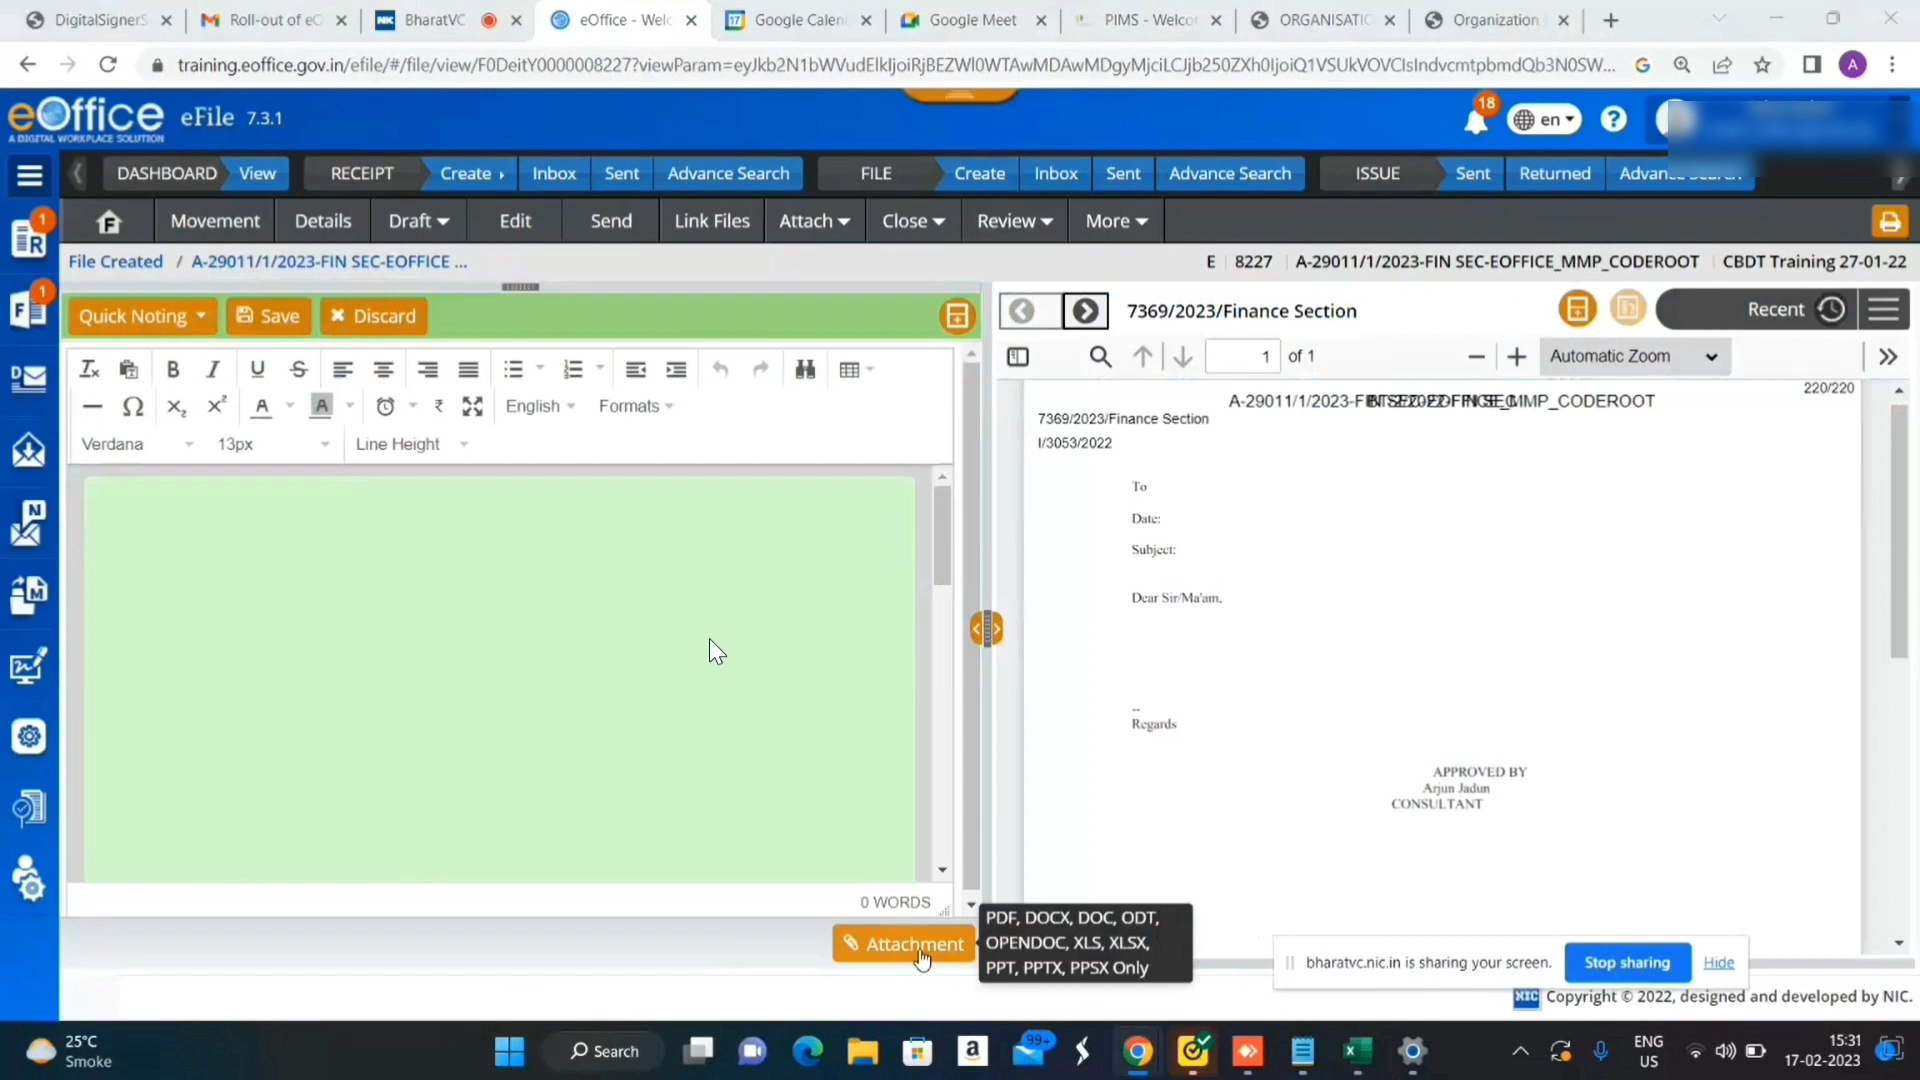 DigitalSignerS
Roll-out of eO
BharatVC
eOffice - Welc
Google Calen
Google Meet
PIMS - Welcor
ORGANISATIO
Organization
training.eoffice.gov.in/efile/#/file/view/F0DeitY0000008227?viewParam=eyJkb2N1bWVudElkIjoiRjBEZWl0WTAwMDAwMDgyMjciLCJjb250ZXh0IjoiQ1VSUkVOVCIsIndvcmtpbmdQb3N0SW...
eOffice
A DIGITAL WORKPLACE SOLUTION
eFile 7.3.1
18
en
DASHBOARD View RECEIPT Create Inbox Sent Advance Search FILE Create Inbox Sent Advance Search ISSUE Sent Returned
Movement Details Draft Edit Send Link Files Attach Close Review More
File Created / A-29011/1/2023-FIN SEC-EOFFICE ...
E 8227 A-29011/1/2023-FIN SEC-EOFFICE_MMP_CODEROOT CBDT Training 27-01-22
Quick Noting Save Discard
7369/2023/Finance Section
Recent
1 of 1
Automatic Zoom
English Formats
Verdana 13px Line Height
220/220
7369/2023/Finance Section
I/3053/2022
To
Date:
Subject:
Dear Sir/Ma'am,
--
Regards
APPROVED BY
Arjun Jadun
CONSULTANT
0 WORDS
Attachment
PDF, DOCX, DOC, ODT,
OPENDOC, XLS, XLSX,
PPT, PPTX, PPSX Only
bharatvc.nic.in is sharing your screen.
Stop sharing
Hide
NIC Copyright © 2022, designed and developed by NIC.
25°C
Smoke
Search
99+
ENG
US
15:31
17-02-2023